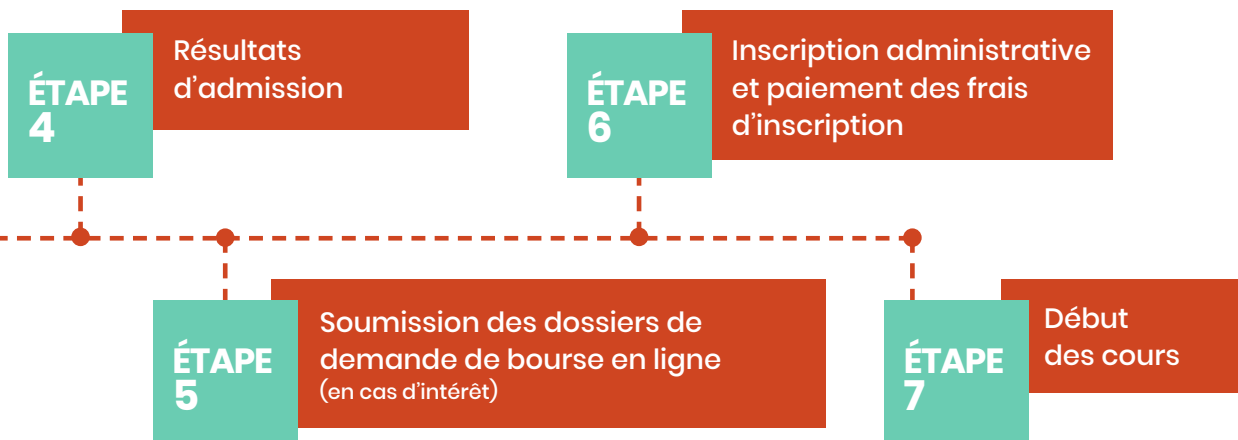 ÉTAPE
4
Résultats
d’admission
ÉTAPE
5
Soumission des dossiers de
demande de bourse en ligne
(en cas d’intérêt)
ÉTAPE
6
Inscription administrative
et paiement des frais
d’inscription
ÉTAPE
7
Début
des cours